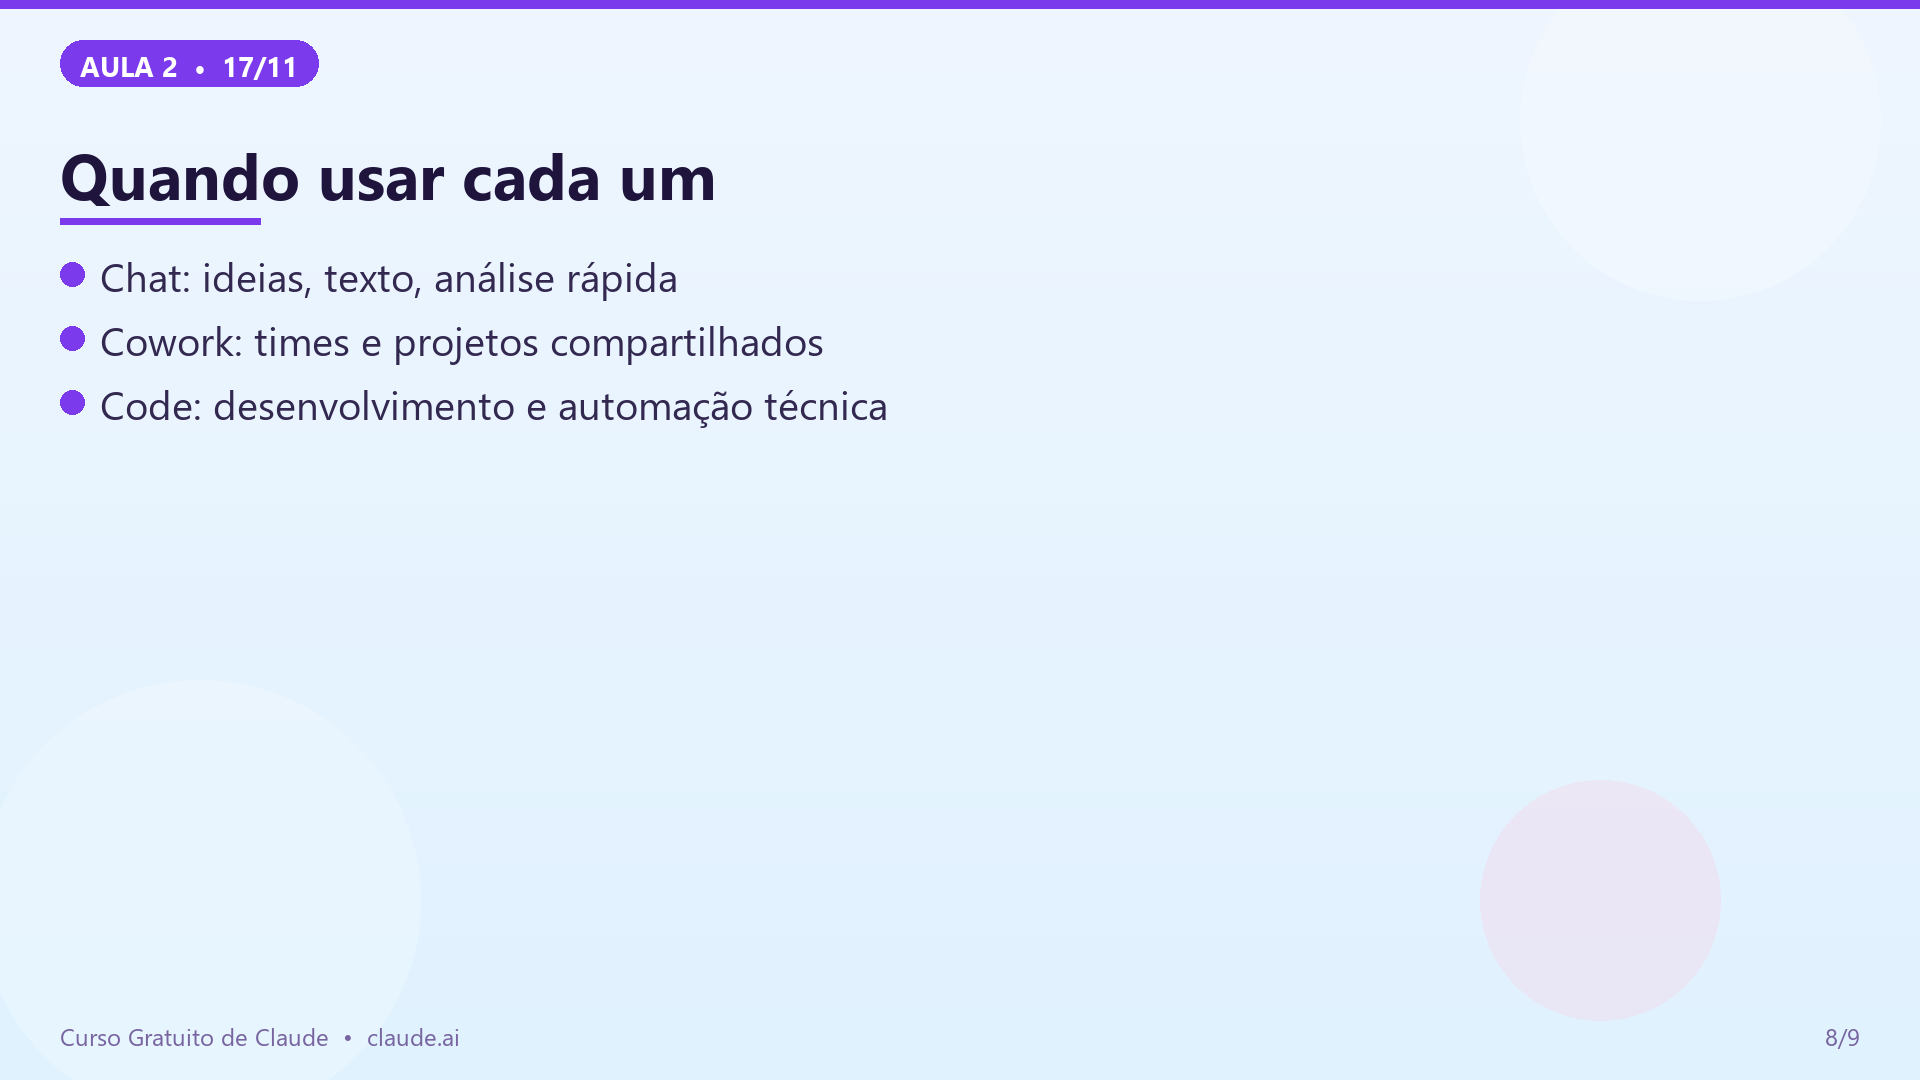 AULA 2 • 17/11
Quando usar cada um
Chat: ideias, texto, análise rápida
Cowork: times e projetos compartilhados
Code: desenvolvimento e automação técnica
Curso Gratuito de Claude • claude.ai
8/9